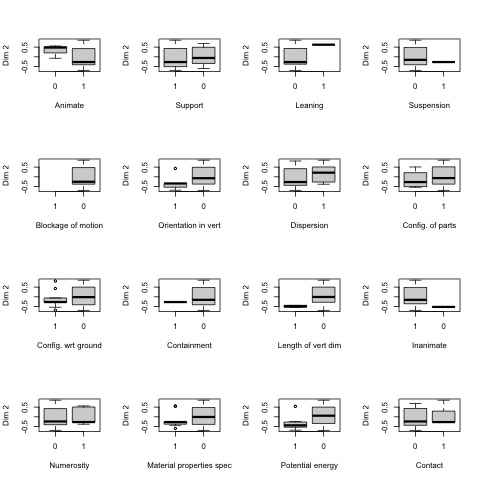 Dim 2
-0.5 0.5
0 1
Animate
Dim 2
-0.5 0.5
0 1
Support
Dim 2
-0.5 0.5
0 1
Leaning
Dim 2
-0.5 0.5
0 1
Suspension
Dim 2
-0.5 0.5
1 0
Blockage of motion
Dim 2
-0.5 0.5
1 0
Orientation in vert
Dim 2
-0.5 0.5
0 1
Dispersion
Dim 2
-0.5 0.5
0 1
Config. of parts
Dim 2
-0.5 0.5
1 0
Config. wrt ground
Dim 2
-0.5 0.5
1 0
Containment
Dim 2
-0.5 0.5
1 0
Length of vert dim
Dim 2
-0.5 0.5
0 1
Inanimate
Dim 2
-0.5 0.5
0 1
Numerosity
Dim 2
-0.5 0.5
1 0
Material properties spec
Dim 2
-0.5 0.5
1 0
Potential energy
Dim 2
-0.5 0.5
0 1
Contact